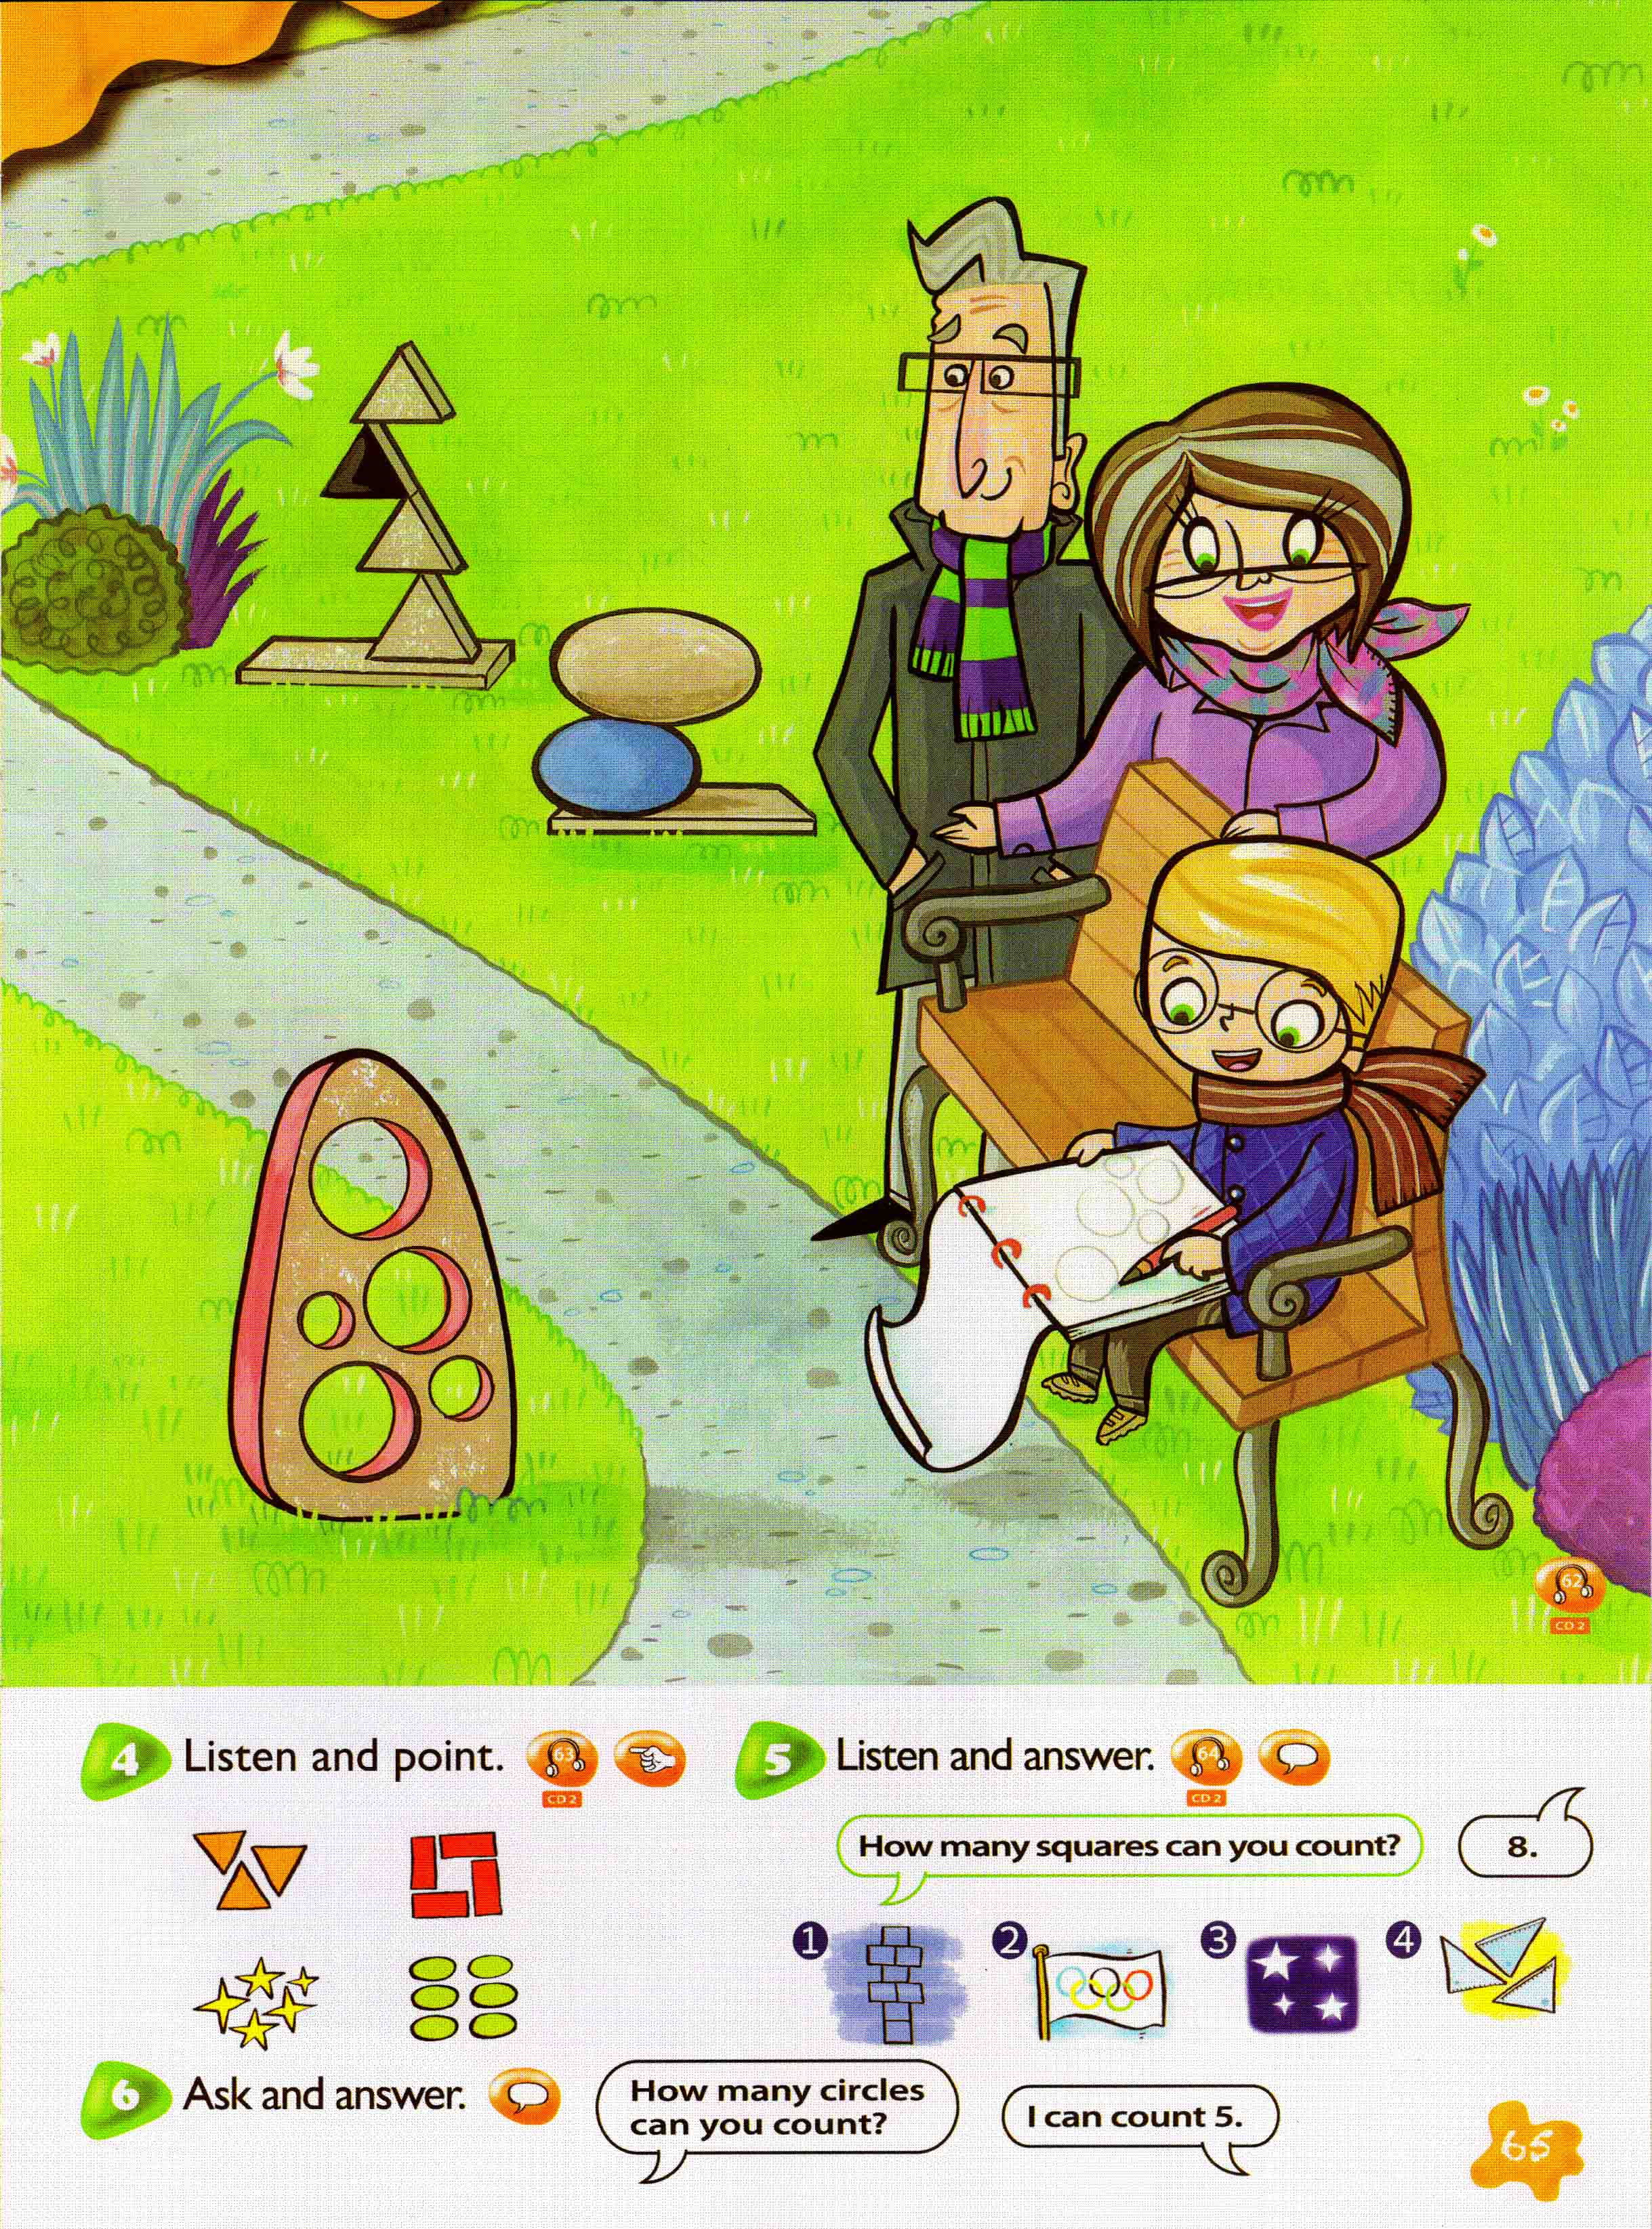 62
CD 2
4 Listen and point. 63
CD 2
5 Listen and answer. 64
CD 2
How many squares can you count?
8.
1
2
3
4
6 Ask and answer.
How many circles
can you count?
I can count 5.
65